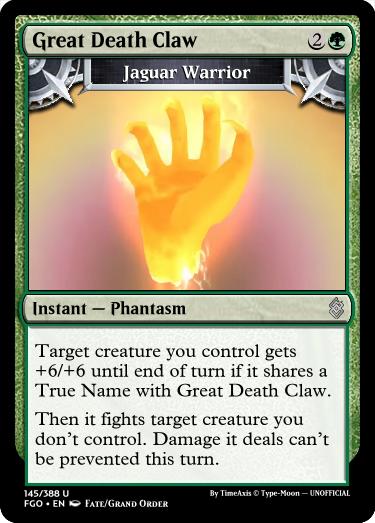 Great Death Claw 2
Jaguar Warrior
Instant — Phantasm
Target creature you control gets
+6/+6 until end of turn if it shares a
True Name with Great Death Claw.
Then it fights target creature you
don't control. Damage it deals can't
be prevented this turn.
145/388 U
FGO • EN Fate/Grand Order
By TimeAxis © Type-Moon — UNOFFICIAL